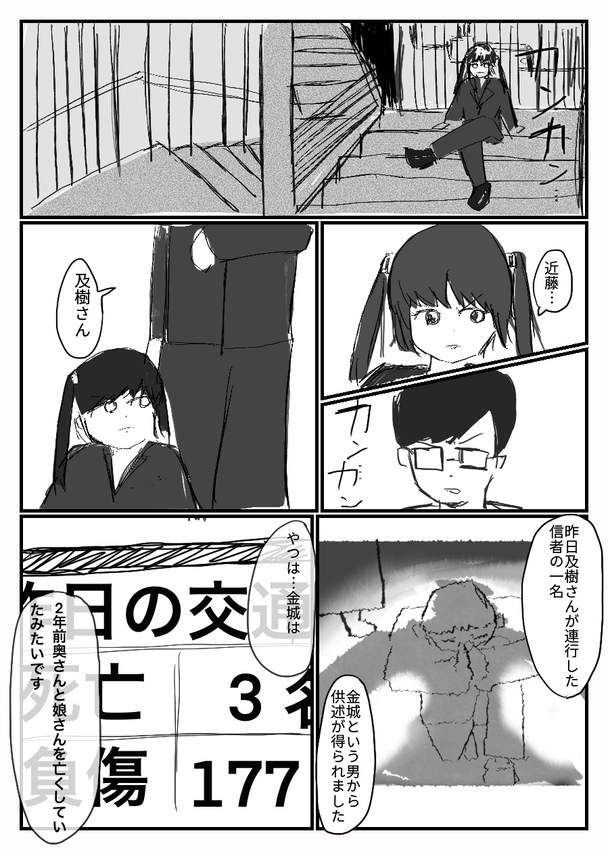 カンカン…
近藤…
及樹さん
カンカン
昨日及樹さんが連行した
信者の一名
金城という男から
供述が得られました
やつは…金城は
2年前奥さんと娘さんを亡くしてい
たみたいです
昨日の交通
死亡 3名
負傷 177